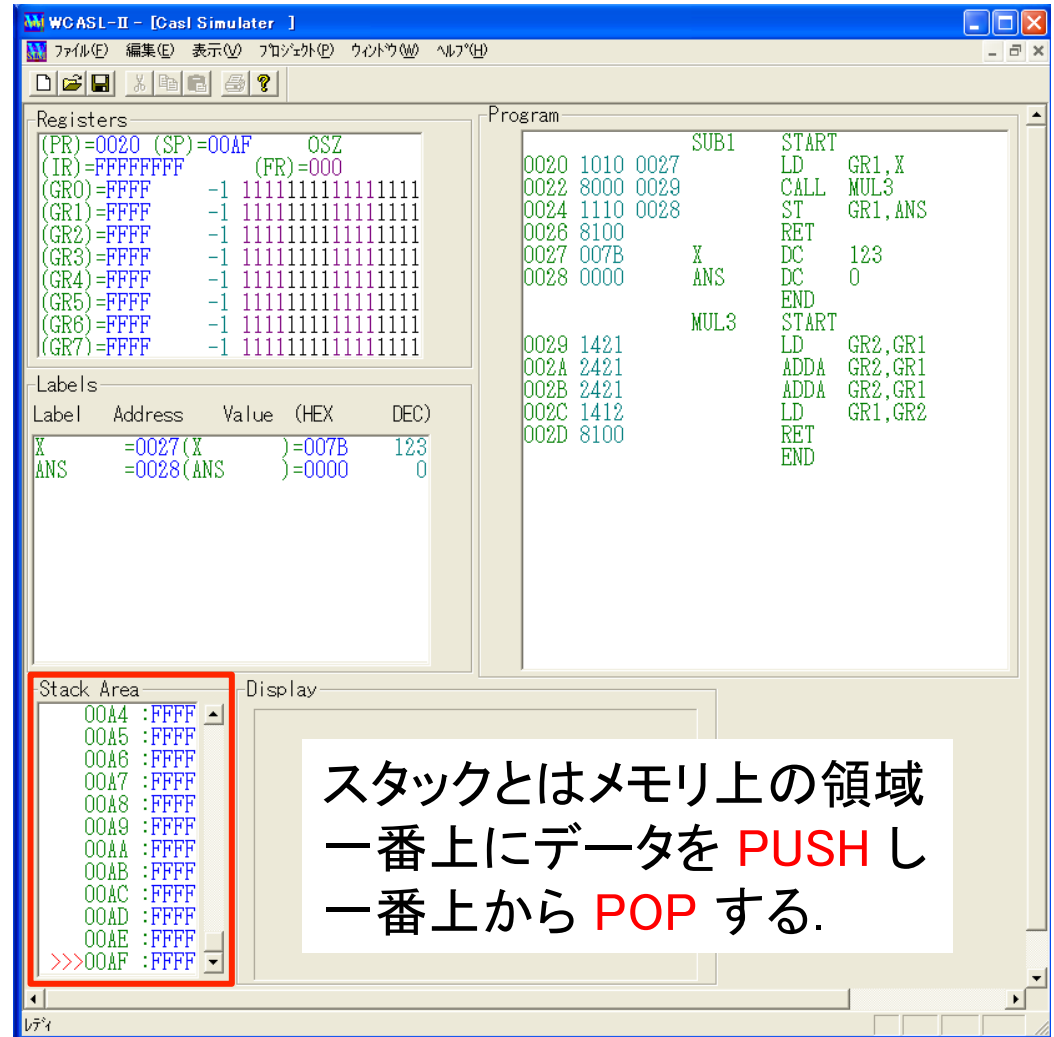 WCASL-II - [Casl Simulater ]
ファイル(F) 編集(E) 表示(V) プロジェクト(P) ウィンドウ(W) ヘルプ(H)
Registers
(PR)=0020 (SP)=00AF OSZ
(IR)=FFFFFFFF (FR)=000
(GR0)=FFFF -1 1111111111111111
(GR1)=FFFF -1 1111111111111111
(GR2)=FFFF -1 1111111111111111
(GR3)=FFFF -1 1111111111111111
(GR4)=FFFF -1 1111111111111111
(GR5)=FFFF -1 1111111111111111
(GR6)=FFFF -1 1111111111111111
(GR7)=FFFF -1 1111111111111111
Labels
Label Address Value (HEX DEC)
X =0027(X )=007B 123
ANS =0028(ANS )=0000 0
Program
SUB1 START
0020 1010 0027 LD GR1,X
0022 8000 0029 CALL MUL3
0024 1110 0028 ST GR1,ANS
0026 8100 RET
0027 007B X DC 123
0028 0000 ANS DC 0
END
MUL3 START
0029 1421 LD GR2,GR1
002A 2421 ADDA GR2,GR1
002B 2421 ADDA GR2,GR1
002C 1412 LD GR1,GR2
002D 8100 RET
END
Stack Area
00A4 :FFFF
00A5 :FFFF
00A6 :FFFF
00A7 :FFFF
00A8 :FFFF
00A9 :FFFF
00AA :FFFF
00AB :FFFF
00AC :FFFF
00AD :FFFF
00AE :FFFF
>>>00AF :FFFF
Display
スタックとはメモリ上の領域
一番上にデータを PUSH し
一番上から POP する.
レディ